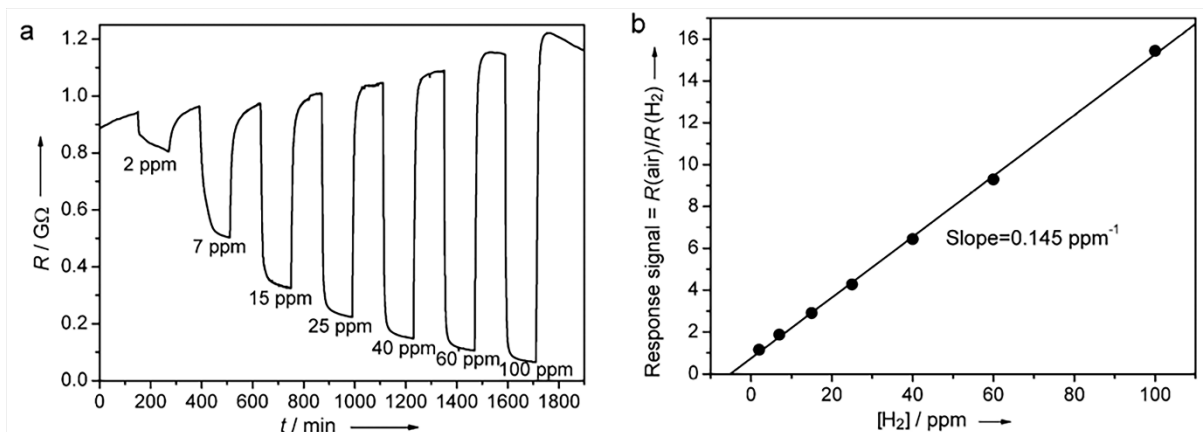 a
1.2
1.0
0.8
0.6
0.4
0.2
0.0
R / GΩ
2 ppm
7 ppm
15 ppm
25 ppm
40 ppm
60 ppm
100 ppm
0 200 400 600 800 1000 1200 1400 1600 1800
t / min
b
16
14
12
10
8
6
4
2
0
Response signal = R(air)/R(H₂)
Slope=0.145 ppm⁻¹
0 20 40 60 80 100
[H₂] / ppm